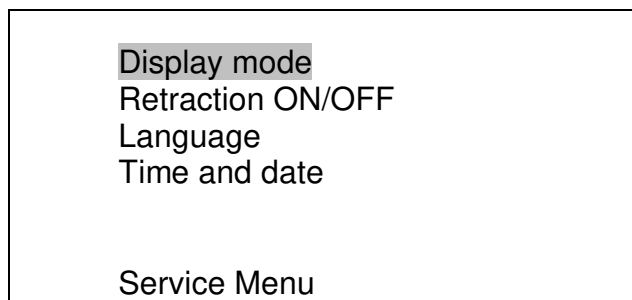 Display mode
Retraction ON/OFF
Language
Time and date
Service Menu